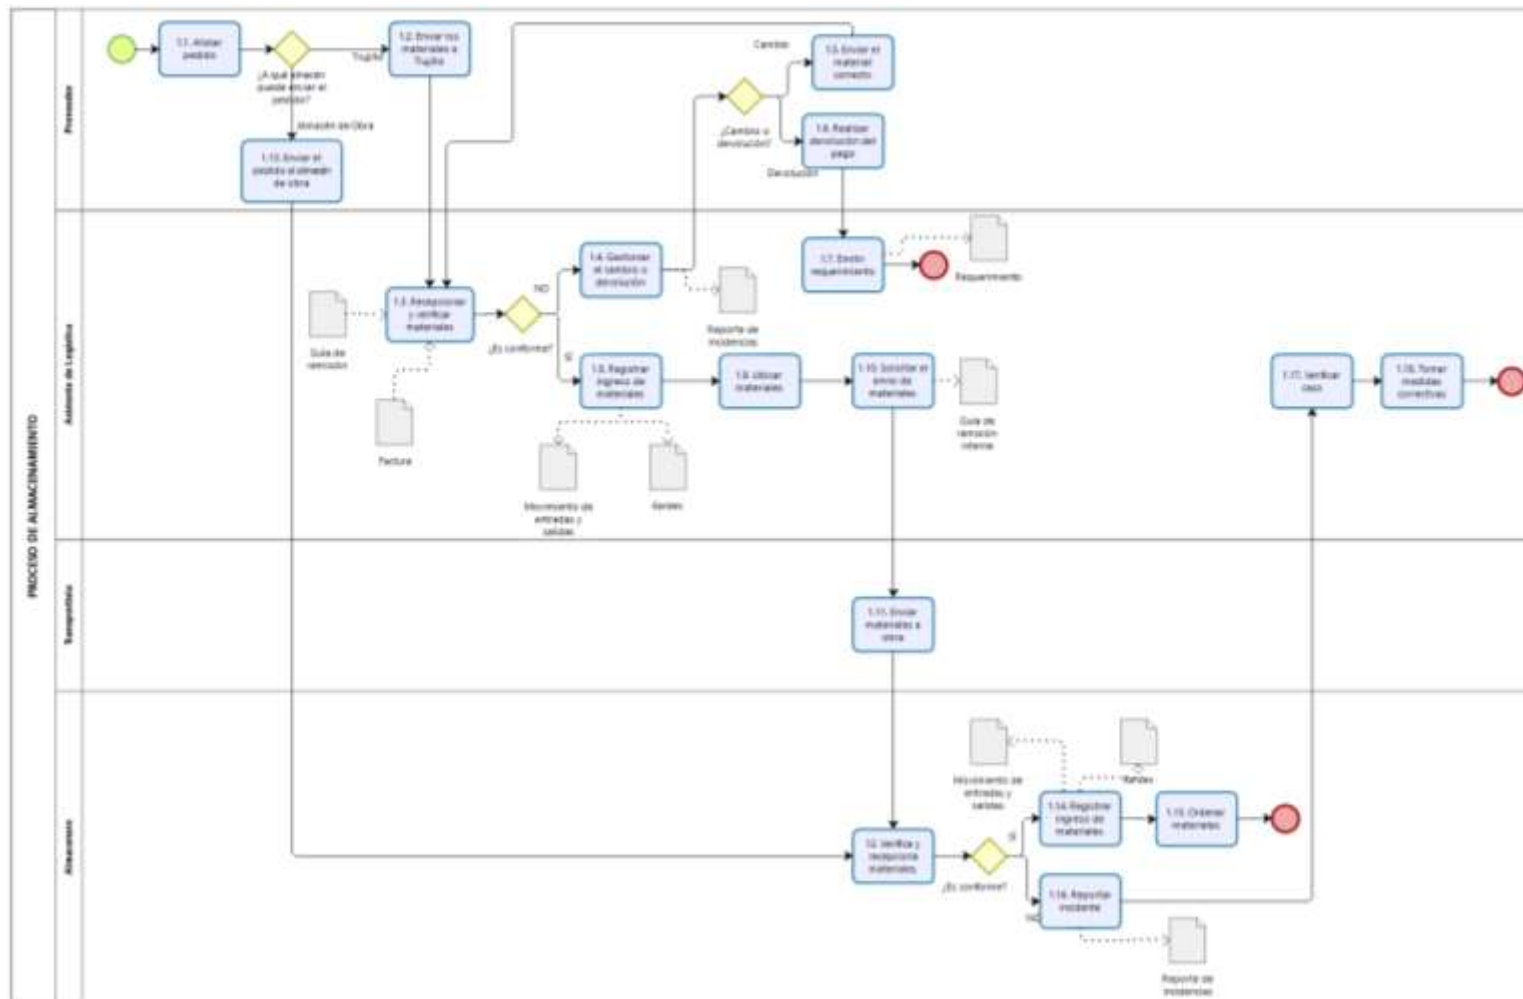 PROCESO DE ALMACENAMIENTO
Proveedor
1.1. Alistar
pedido
¿A qué almacén
puede enviar el
pedido?
Trujillo
1.2. Enviar los
materiales a
Trujillo
Almacén de Obra
1.13. Enviar el
pedido al almacén
de obra
¿Cambio o
devolución?
Cambio
1.5. Enviar el
material
correcto
1.6. Realizar
devolución del
pago
Devolución
Asistente de Logística
1.3. Recepcionar
y verificar
materiales
Guía de
remisión
Factura
¿Es conforme?
NO
1.4. Gestionar
el cambio o
devolución
Reporte de
incidencias
1.7. Emitir
requerimiento
Requerimiento
SÍ
1.8. Registrar
ingreso de
materiales
Movimiento de
entradas y
salidas
Kardex
1.9. Ubicar
materiales
1.10. Solicitar el
envío de
materiales
Guía de
remisión
interna
1.17. Verificar
caso
1.18. Tomar
medidas
correctivas
Transportista
1.11. Enviar
materiales a
obra
Almacenero
12. Verifica y
recepciona
materiales
¿Es conforme?
SÍ
1.14. Registrar
ingreso de
materiales
Movimiento de
entradas y
salidas
Kardex
1.15. Ordenar
materiales
NO
1.16. Reportar
incidente
Reporte de
incidencias